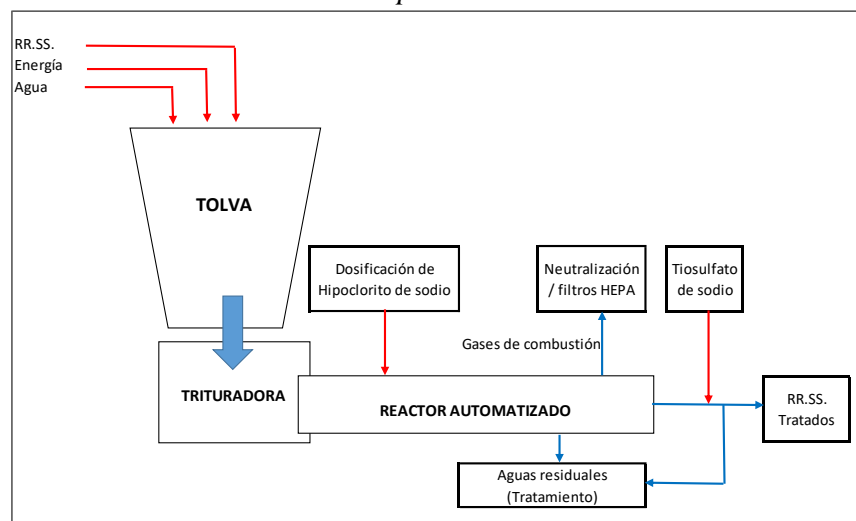 RR.SS.
Energía
Agua
TOLVA
Dosificación de
Hipoclorito de sodio
Neutralización
/ filtros HEPA
Tiosulfato
de sodio
Gases de combustión
TRITURADORA
REACTOR AUTOMATIZADO
RR.SS.
Tratados
Aguas residuales
(Tratamiento)